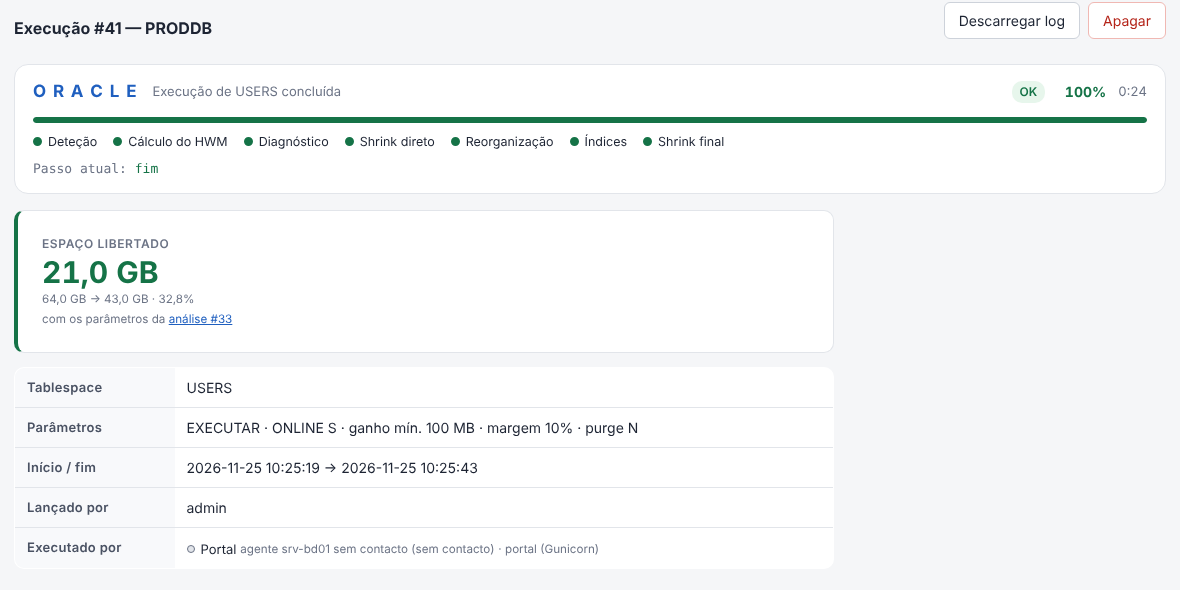 Execução #41 — PRODDB
Descarregar log
Apagar
ORACLE Execução de USERS concluída
OK 100% 0:24
Deteção Cálculo do HWM Diagnóstico Shrink direto Reorganização Índices Shrink final
Passo atual: fim
ESPAÇO LIBERTADO
21,0 GB
64,0 GB → 43,0 GB · 32,8%
com os parâmetros da análise #33
Tablespace USERS
Parâmetros EXECUTAR · ONLINE S · ganho mín. 100 MB · margem 10% · purge N
Início / fim 2026-11-25 10:25:19 → 2026-11-25 10:25:43
Lançado por admin
Executado por Portal agente srv-bd01 sem contacto (sem contacto) · portal (Gunicorn)